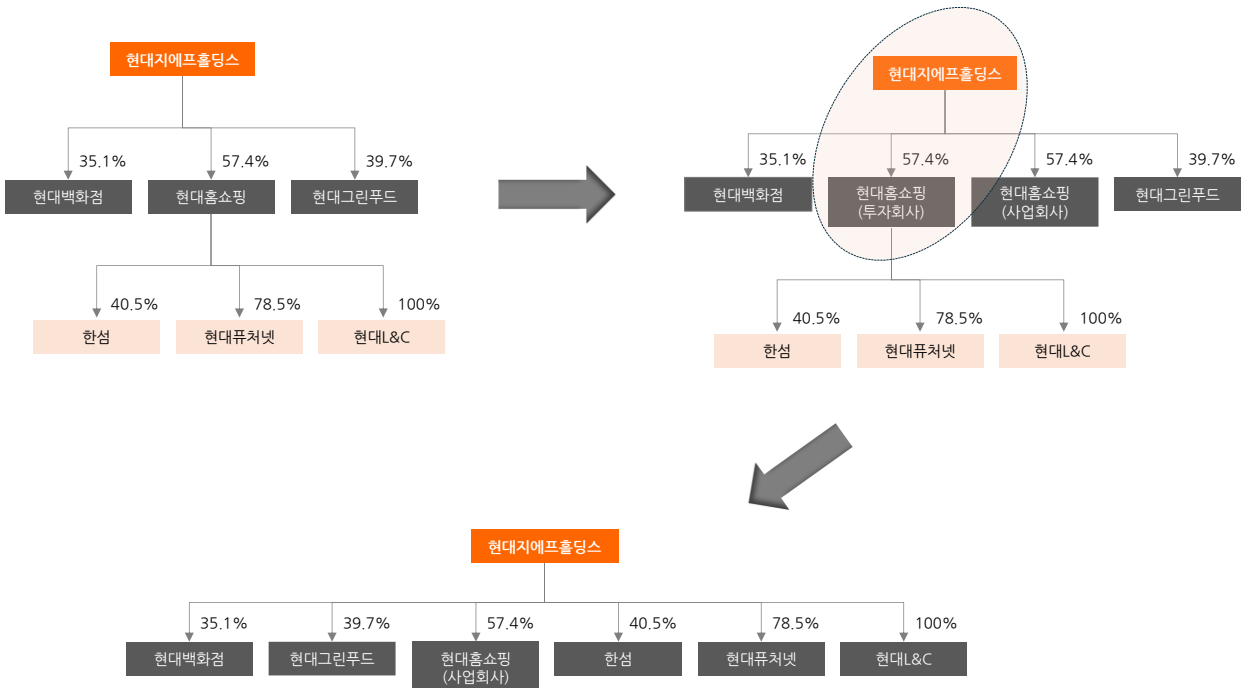 현대지에프홀딩스
35.1%
57.4%
39.7%
현대백화점
현대홈쇼핑
현대그린푸드
40.5%
78.5%
100%
한섬
현대퓨처넷
현대L&C
현대지에프홀딩스
35.1%
57.4%
57.4%
39.7%
현대백화점
현대홈쇼핑
(투자회사)
현대홈쇼핑
(사업회사)
현대그린푸드
40.5%
78.5%
100%
한섬
현대퓨처넷
현대L&C
현대지에프홀딩스
35.1%
39.7%
57.4%
40.5%
78.5%
100%
현대백화점
현대그린푸드
현대홈쇼핑
(사업회사)
한섬
현대퓨처넷
현대L&C